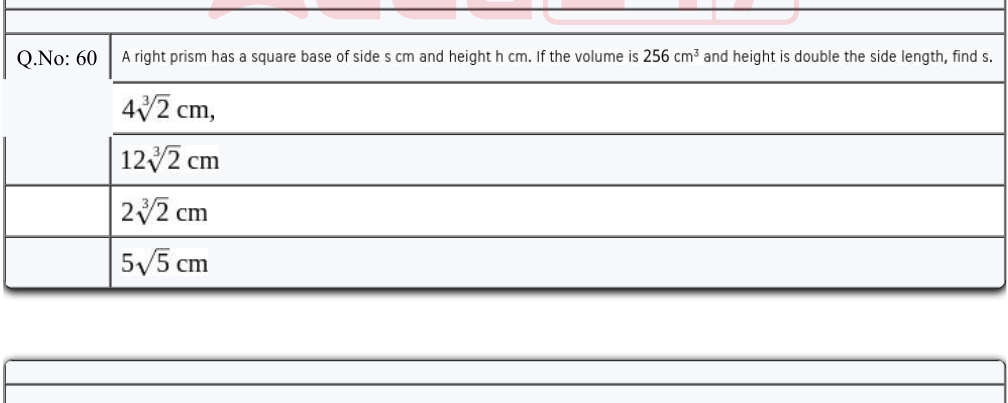 Q.No: 60 A right prism has a square base of side s cm and height h cm. If the volume is 256 cm³ and height is double the side length, find s.
4∛2 cm,
12∛2 cm
2∛2 cm
5√5 cm